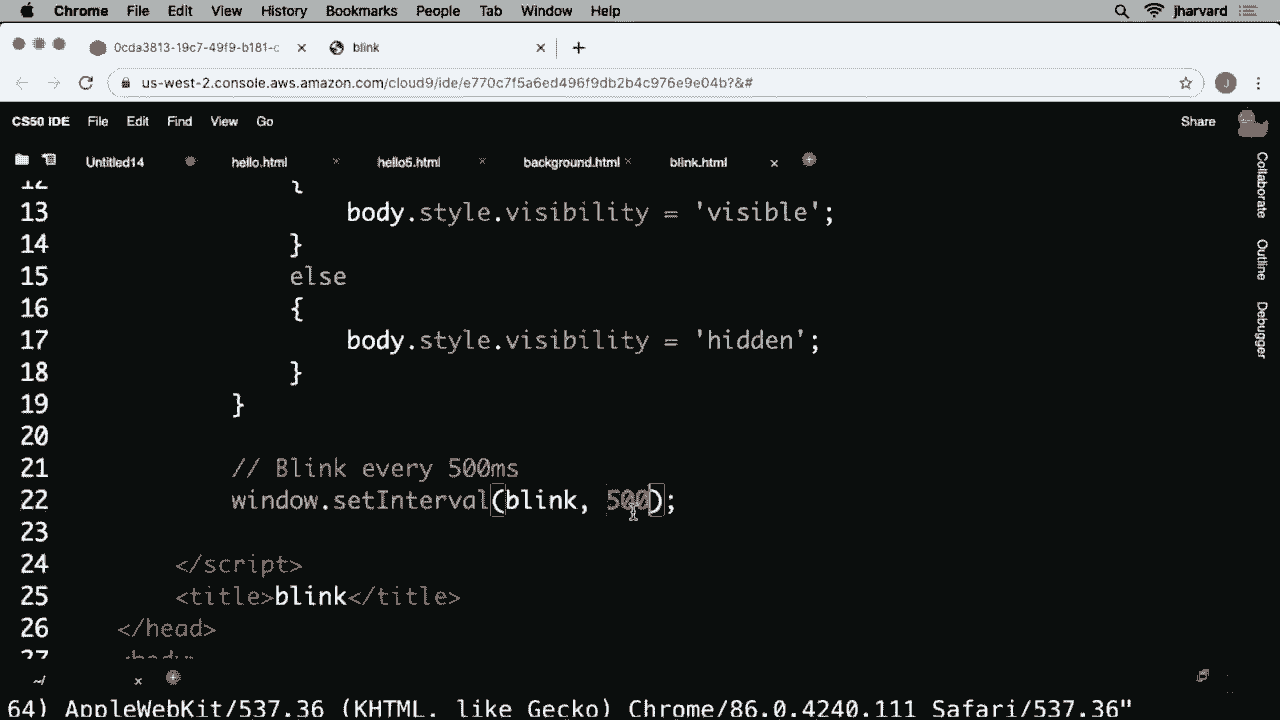 Chrome File Edit View History Bookmarks People Tab Window Help jharvard
0cda3813-19c7-49f9-b181-c blink
us-west-2.console.aws.amazon.com/cloud9/ide/e770c7f5a6ed496f9db2b4c976e9e04b?&# J
CS50 IDE File Edit Find View Go Share
Untitled14 hello.html hello5.html background.html blink.html
Collaborate
Outline
Debugger
12 {
13 body.style.visibility = 'visible';
14 }
15 else
16 {
17 body.style.visibility = 'hidden';
18 }
19 }
20
21 // Blink every 500ms
22 window.setInterval(blink, 500);
23
24 </script>
25 <title>blink</title>
26 </head>
27 <body>
~/
64) AppleWebKit/537.36 (KHTML, like Gecko) Chrome/86.0.4240.111 Safari/537.36"